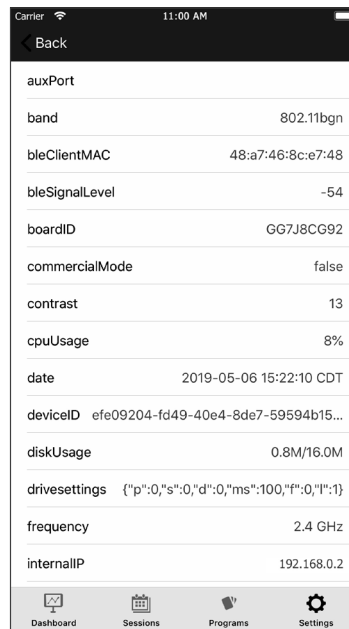 Carrier 11:00 AM
Back
auxPort
band 802.11bgn
bleClientMAC 48:a7:46:8c:e7:48
bleSignalLevel -54
boardID GG7J8CG92
commercialMode false
contrast 13
cpuUsage 8%
date 2019-05-06 15:22:10 CDT
deviceID efe09204-fd49-40e4-8de7-59594b15...
diskUsage 0.8M/16.0M
drivesettings {"p":0,"s":0,"d":0,"ms":100,"f":0,"l":1}
frequency 2.4 GHz
internalIP 192.168.0.2
Dashboard Sessions Programs Settings